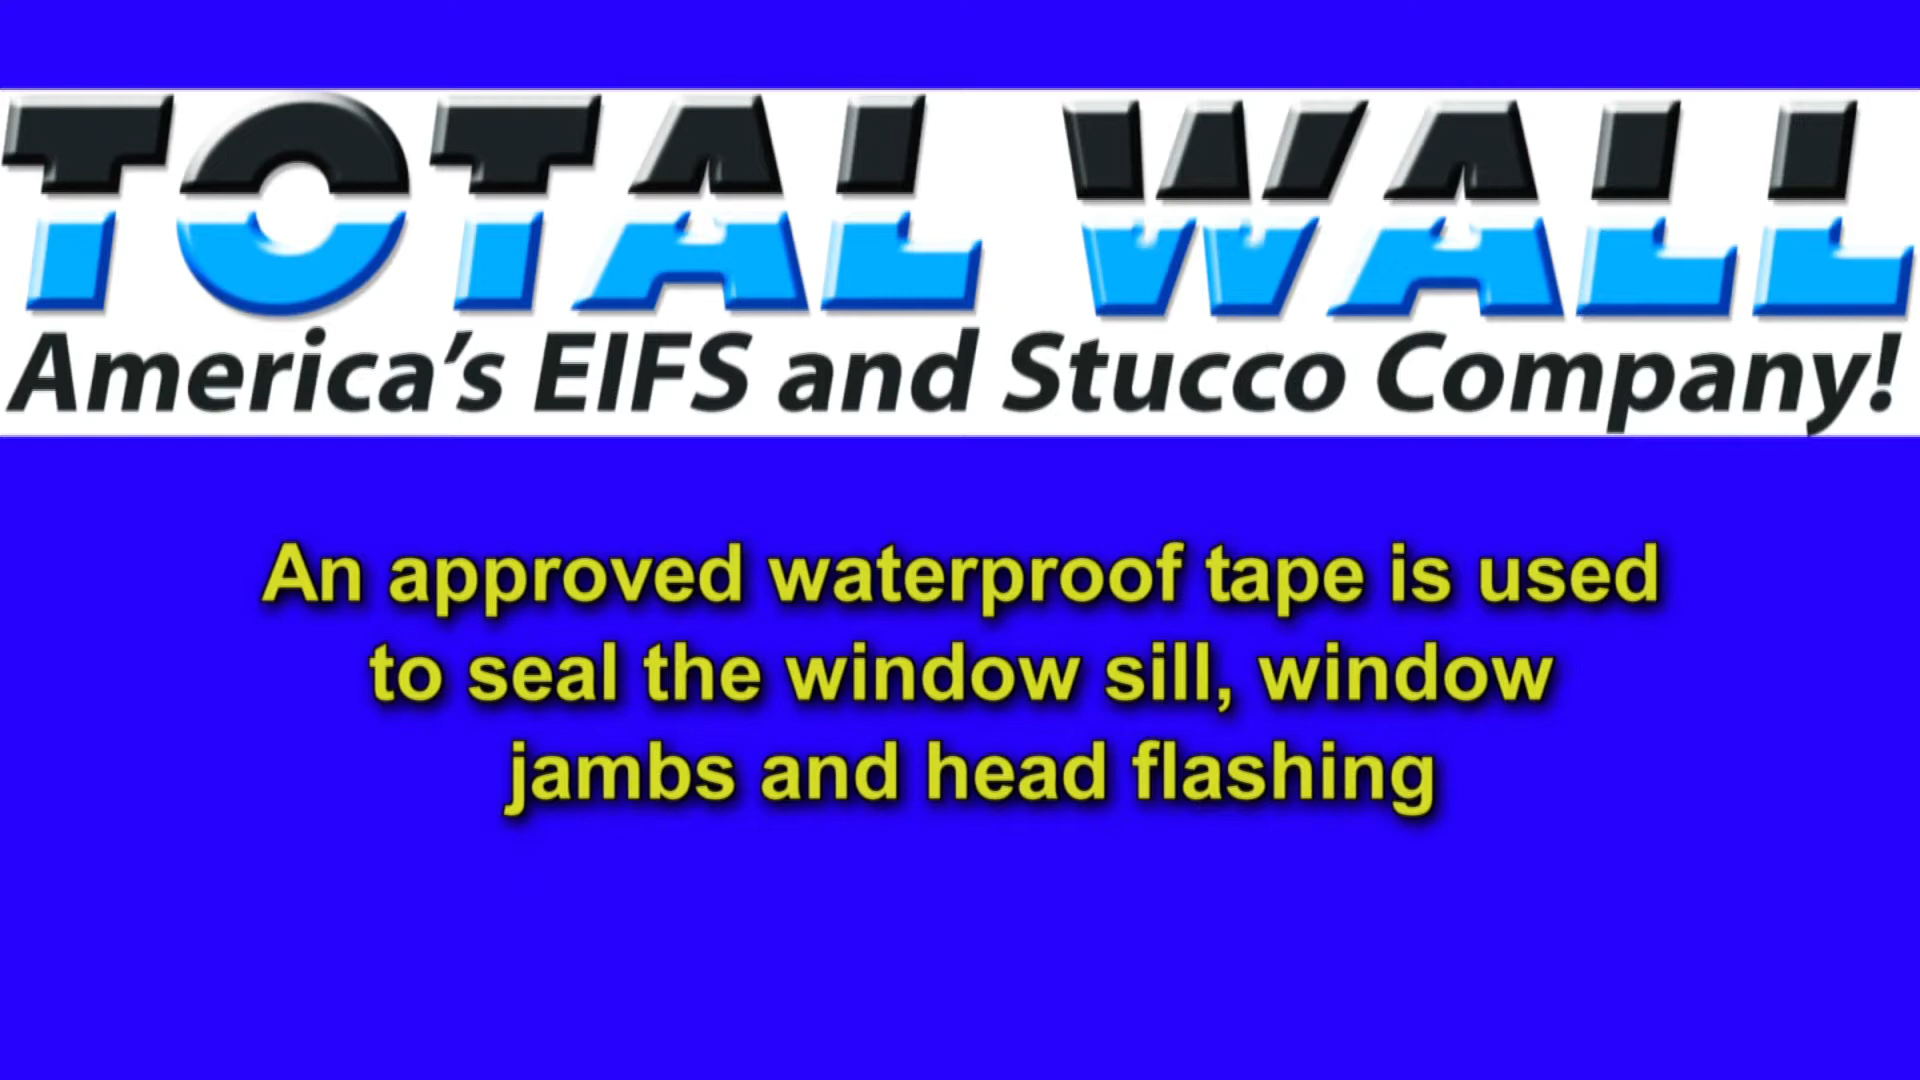 TOTAL WALL
America's EIFS and Stucco Company!
An approved waterproof tape is used
to seal the window sill, window
jambs and head flashing